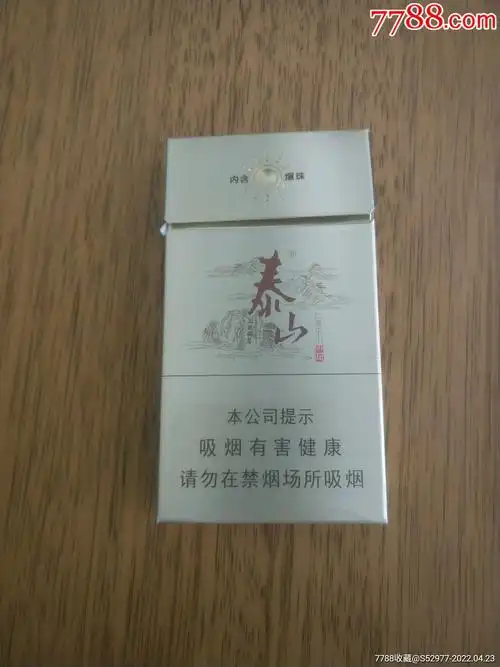 7788.com
内含 爆珠
泰山
本公司提示
吸烟有害健康
请勿在禁烟场所吸烟
7788收藏@S52977-2022.04.23